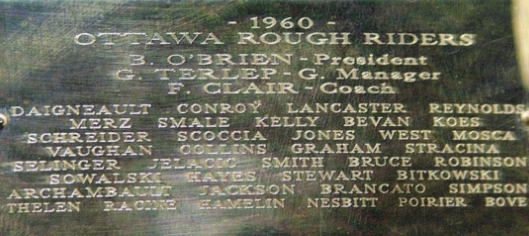 - 1960 -
OTTAWA ROUGH RIDERS
B. O'BRIEN - President
G. TERLEP - G. Manager
F. CLAIR - Coach
DAIGNEAULT CONROY LANCASTER REYNOLDS
MERZ SMALE KELLY BEVAN KOES
SCHREIDER SCOCCIA JONES WEST MOSCA
VAUGHAN COLLINS GRAHAM STRACINA
SELINGER JELACIC SMITH BRUCE ROBINSON
SOWALSKI HAYES STEWART BITKOWSKI
ARCHAMBAULT JACKSON BRANCATO SIMPSON
THELEN RACINE HAMELIN NESBITT POIRIER BOVE